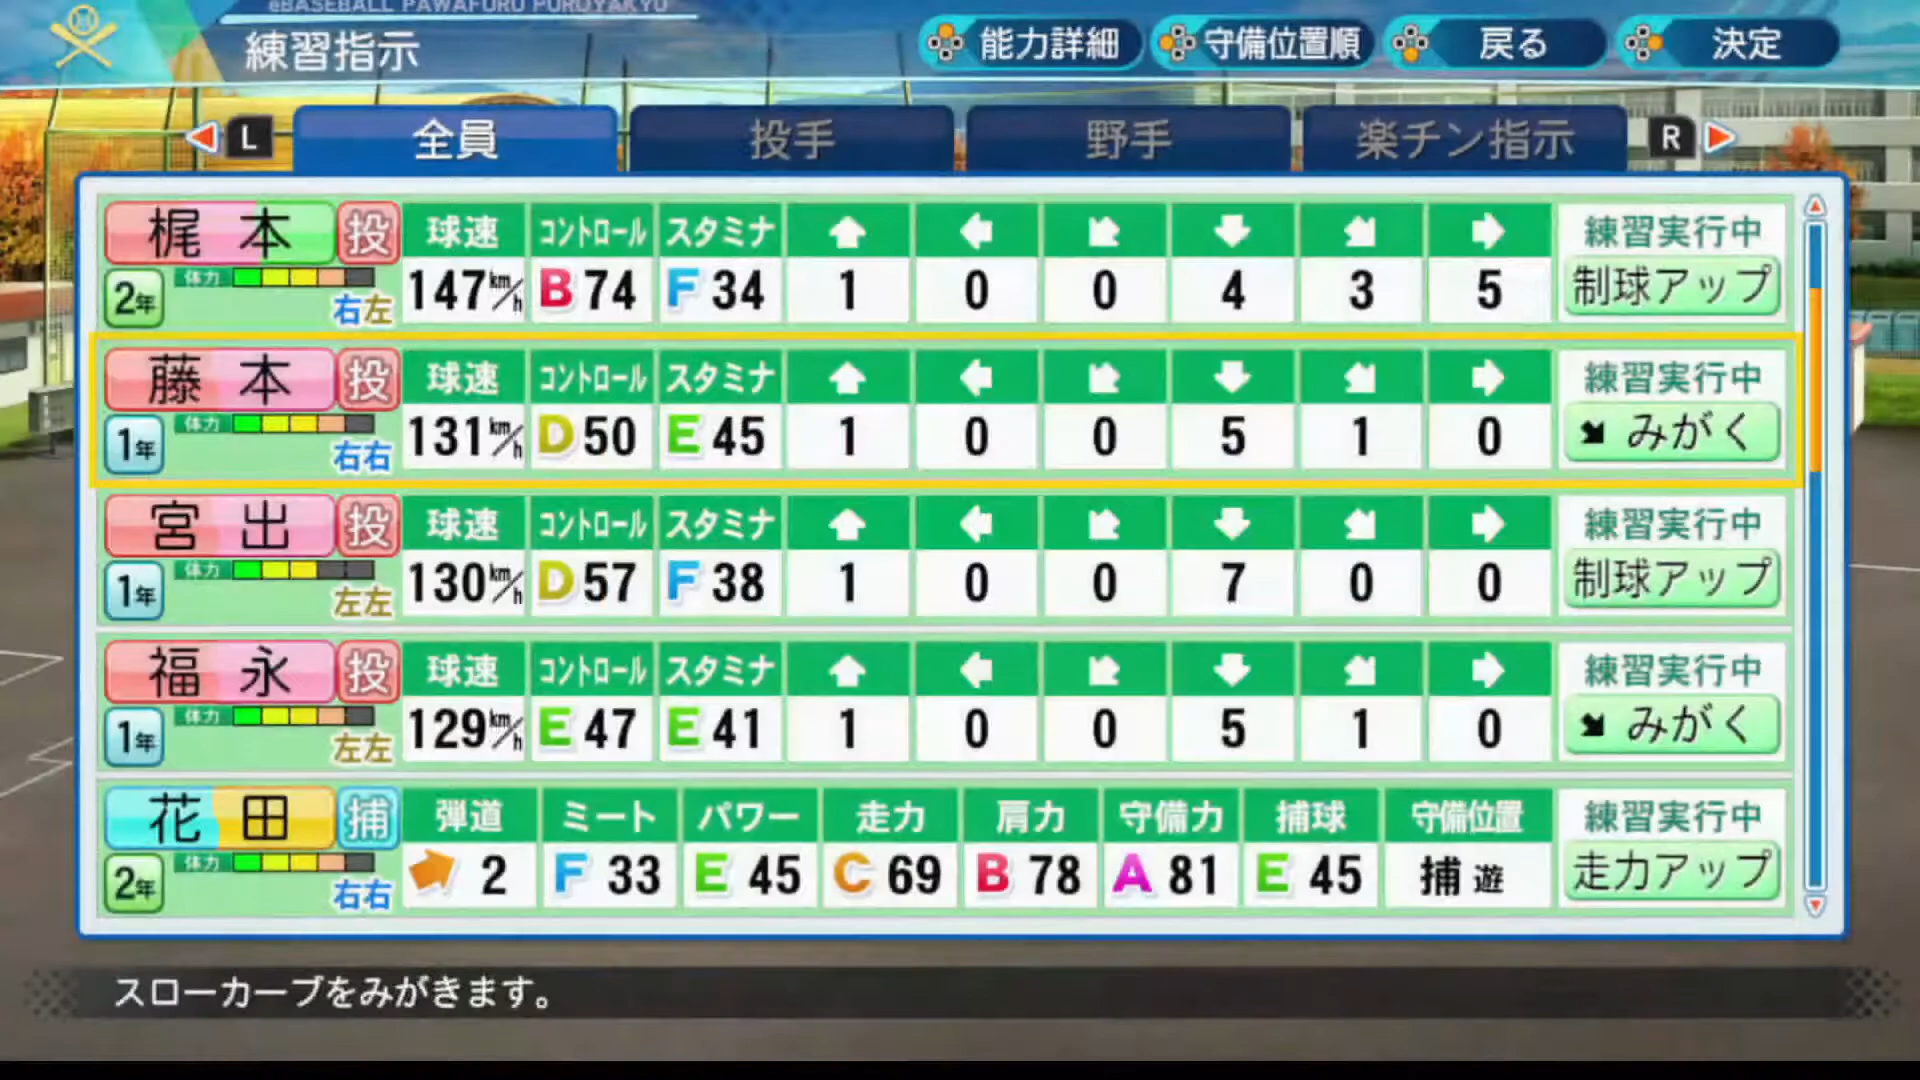 eBASEBALL PAWAFURU PUROYAKYU
練習指示
能力詳細 守備位置順 戻る 決定
L 全員 投手 野手 楽チン指示 R
梶本 投 球速 コントロール スタミナ 練習実行中
2年 体力 右左 147km/h B 74 F 34 1 0 0 4 3 5 制球アップ
藤本 投 球速 コントロール スタミナ 練習実行中
1年 体力 右右 131km/h D 50 E 45 1 0 0 5 1 0 みがく
宮出 投 球速 コントロール スタミナ 練習実行中
1年 体力 左左 130km/h D 57 F 38 1 0 0 7 0 0 制球アップ
福永 投 球速 コントロール スタミナ 練習実行中
1年 体力 左左 129km/h E 47 E 41 1 0 0 5 1 0 みがく
花田 捕 弾道 ミート パワー 走力 肩力 守備力 捕球 守備位置 練習実行中
2年 体力 右右 2 F 33 E 45 C 69 B 78 A 81 E 45 捕 遊 走力アップ
スローカーブをみがきます。